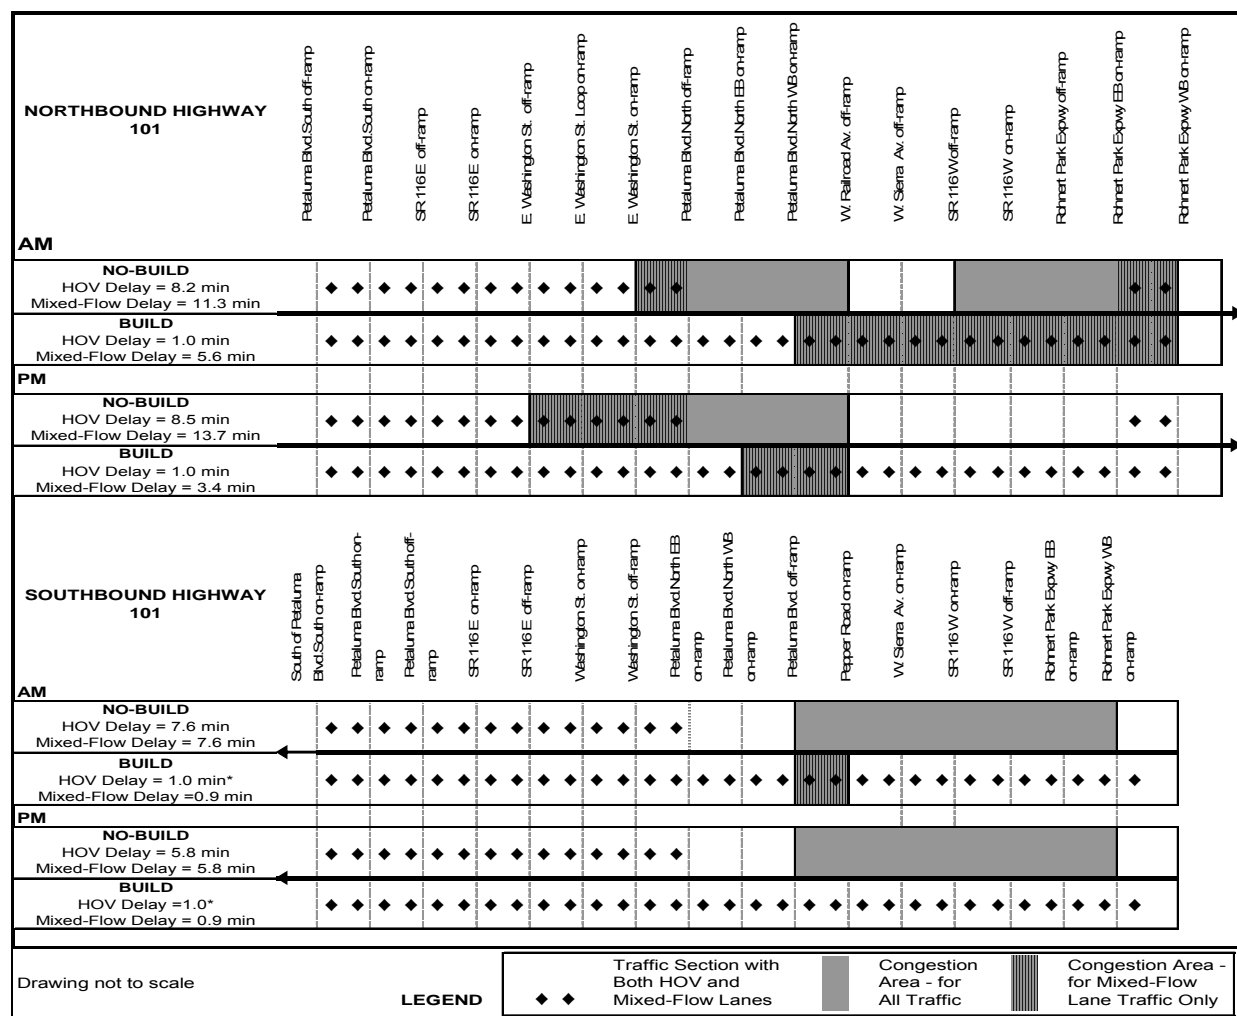 NORTHBOUND HIGHWAY
101
Petaluma Blvd. South off-ramp
Petaluma Blvd. South on-ramp
SR 116 E off-ramp
SR 116 E on-ramp
E. Washington St. off-ramp
E. Washington St. Loop on-ramp
E. Washington St. on-ramp
Petaluma Blvd. North off-ramp
Petaluma Blvd. North EB on-ramp
Petaluma Blvd. North WB on-ramp
W. Railroad Av. off-ramp
W. Sierra Av. off-ramp
SR 116 W off-ramp
SR 116 W on-ramp
Rohnert Park Expwy off-ramp
Rohnert Park Expwy EB on-ramp
Rohnert Park Expwy WB on-ramp
AM
NO-BUILD
HOV Delay = 8.2 min
Mixed-Flow Delay = 11.3 min
BUILD
HOV Delay = 1.0 min
Mixed-Flow Delay = 5.6 min
PM
NO-BUILD
HOV Delay = 8.5 min
Mixed-Flow Delay = 13.7 min
BUILD
HOV Delay = 1.0 min
Mixed-Flow Delay = 3.4 min
SOUTHBOUND HIGHWAY
101
South of Petaluma
Blvd. South on-ramp
Petaluma Blvd. South on-
ramp
Petaluma Blvd. South off-
ramp
SR 116 E on-ramp
SR 116 E off-ramp
Washington St. on-ramp
Washington St. off-ramp
Petaluma Blvd. North EB
on-ramp
Petaluma Blvd. North WB
on-ramp
Petaluma Blvd. off-ramp
Pepper Road on-ramp
W. Sierra Av. on-ramp
SR 116 W on-ramp
SR 116 W off-ramp
Rohnert Park Expwy EB
on-ramp
Rohnert Park Expwy WB
on-ramp
AM
NO-BUILD
HOV Delay = 7.6 min
Mixed-Flow Delay = 7.6 min
BUILD
HOV Delay = 1.0 min*
Mixed-Flow Delay =0.9 min
PM
NO-BUILD
HOV Delay = 5.8 min
Mixed-Flow Delay = 5.8 min
BUILD
HOV Delay =1.0*
Mixed-Flow Delay = 0.9 min
Drawing not to scale
LEGEND
Traffic Section with
Both HOV and
Mixed-Flow Lanes
Congestion
Area - for
All Traffic
Congestion Area -
for Mixed-Flow
Lane Traffic Only